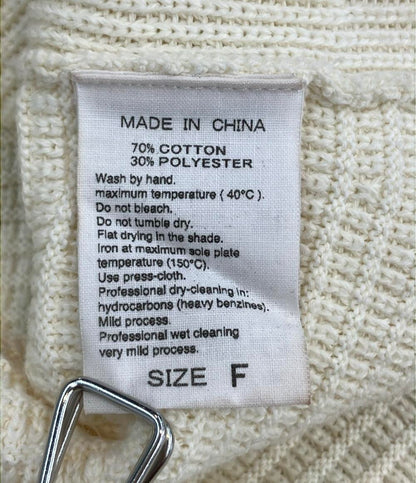 MADE IN CHINA
70% COTTON
30% POLYESTER
Wash by hand.
maximum temperature ( 40°C ).
Do not bleach.
Do not tumble dry.
Flat drying in the shade.
Iron at maximum sole plate
temperature (150°C).
Use press-cloth.
Professional dry-cleaning in:
hydrocarbons (heavy benzines).
Mild process.
Professional wet cleaning
very mild process.
SIZE F